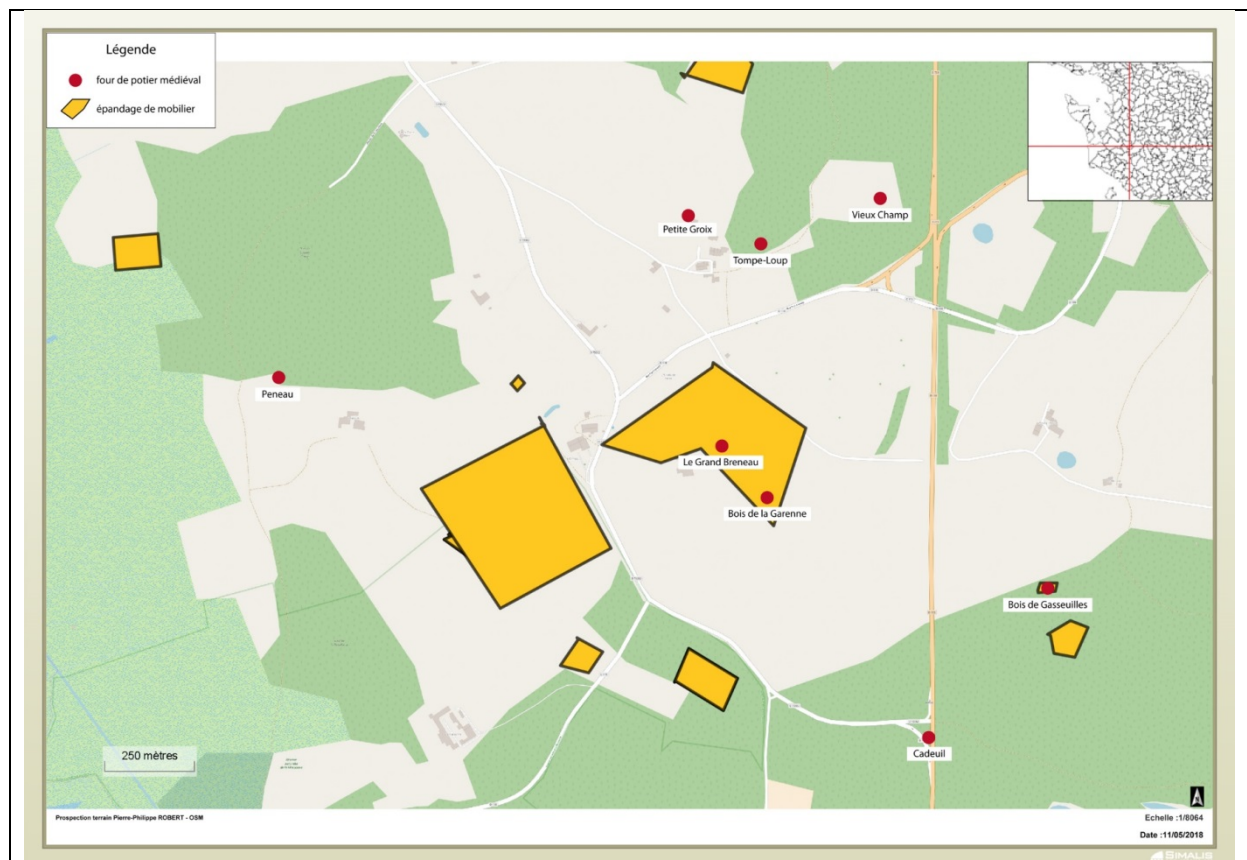 Légende
four de potier médiéval
épandage de mobilier
Vieux Champ
Petite Groix
Tompe-Loup
Peneau
Le Grand Breneau
Bois de la Garenne
Bois de Gasseuilles
Cadeuil
250 mètres
Prospection terrain Pierre-Philippe ROBERT - OSM
Echelle :1/8064
Date :11/05/2018
SIMALIS